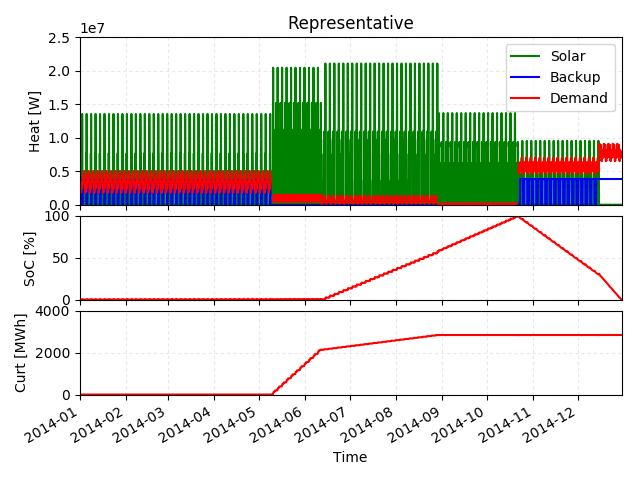 Representative
1e7
2.5
2.0
1.5
1.0
0.5
0.0
Heat [W]
Solar
Backup
Demand
100
50
0
SoC [%]
4000
2000
0
Curt [MWh]
2014-01
2014-02
2014-03
2014-04
2014-05
2014-06
2014-07
2014-08
2014-09
2014-10
2014-11
2014-12
Time